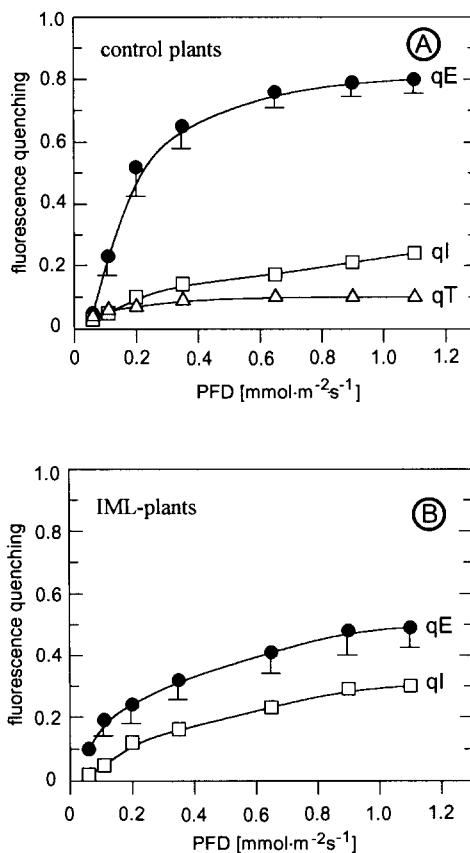 A
control plants
qE
qI
qT
fluorescence quenching
1.0
0.8
0.6
0.4
0.2
0
0 0.2 0.4 0.6 0.8 1.0 1.2
PFD [mmol·m⁻²s⁻¹]
B
IML-plants
qE
qI
fluorescence quenching
1.0
0.8
0.6
0.4
0.2
0
0 0.2 0.4 0.6 0.8 1.0 1.2
PFD [mmol·m⁻²s⁻¹]